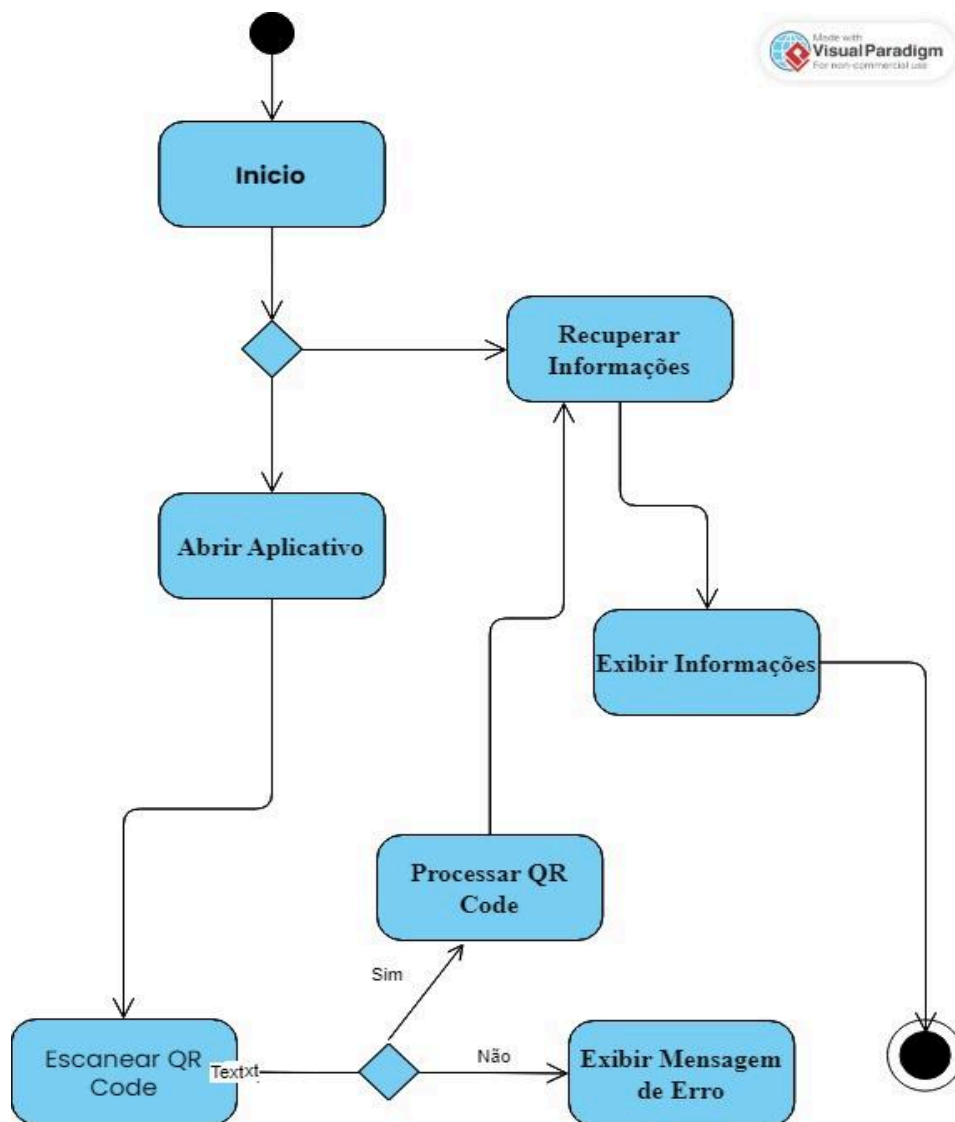 Made with
Visual Paradigm
For non-commercial use
Inicio
Recuperar
Informações
Abrir Aplicativo
Exibir Informações
Processar QR
Code
Sim
Escanear QR
Code
Textxt
Não
Exibir Mensagem
de Erro